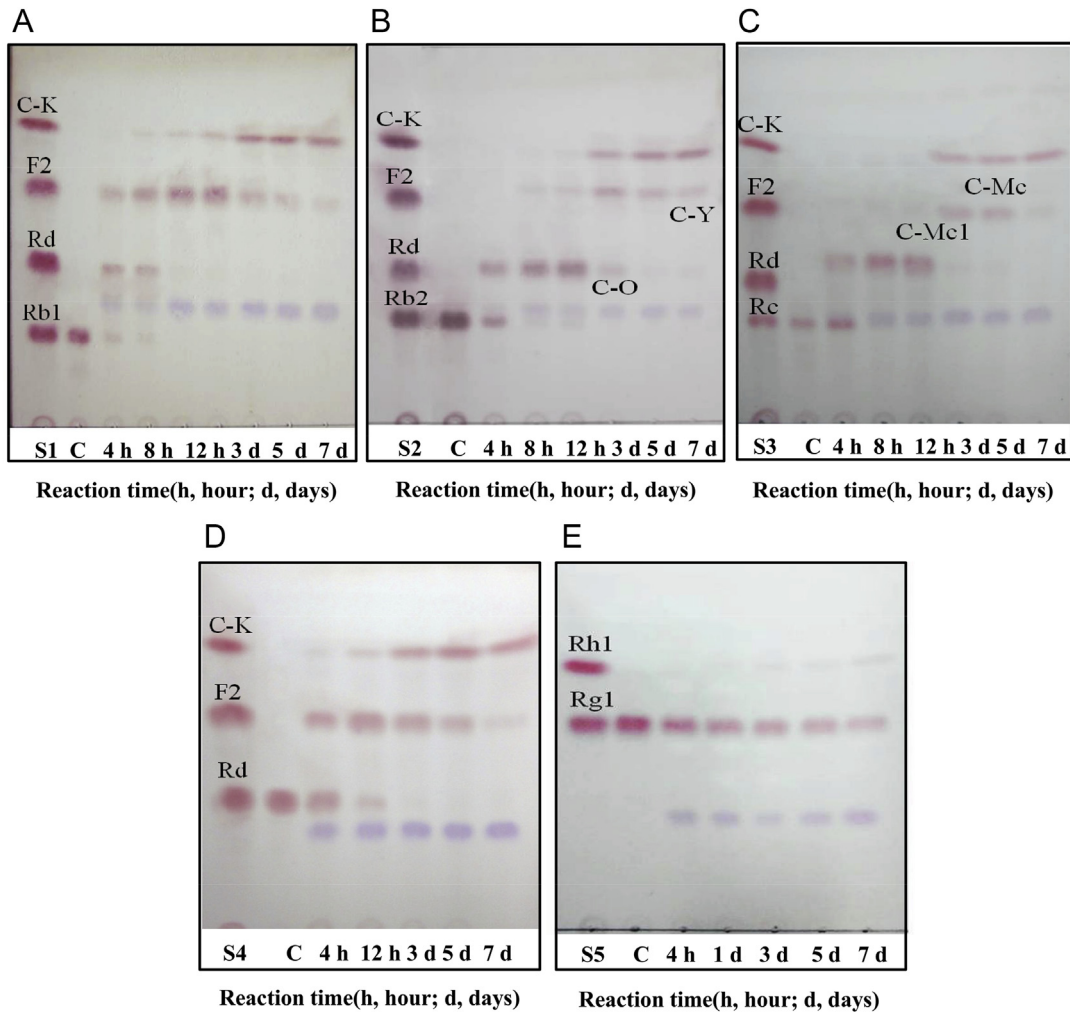 A
B
C
C-K
F2
Rd
Rb1
C-K
F2
Rd
Rb2
C-O
C-Y
C-K
F2
Rd
Rc
C-Mc1
C-Mc
S1 C 4 h 8 h 12 h 3 d 5 d 7 d
S2 C 4 h 8 h 12 h 3 d 5 d 7 d
S3 C 4 h 8 h 12 h 3 d 5 d 7 d
Reaction time(h, hour; d, days)
Reaction time(h, hour; d, days)
Reaction time(h, hour; d, days)
D
E
C-K
F2
Rd
Rh1
Rg1
S4 C 4 h 12 h 3 d 5 d 7 d
S5 C 4 h 1 d 3 d 5 d 7 d
Reaction time(h, hour; d, days)
Reaction time(h, hour; d, days)